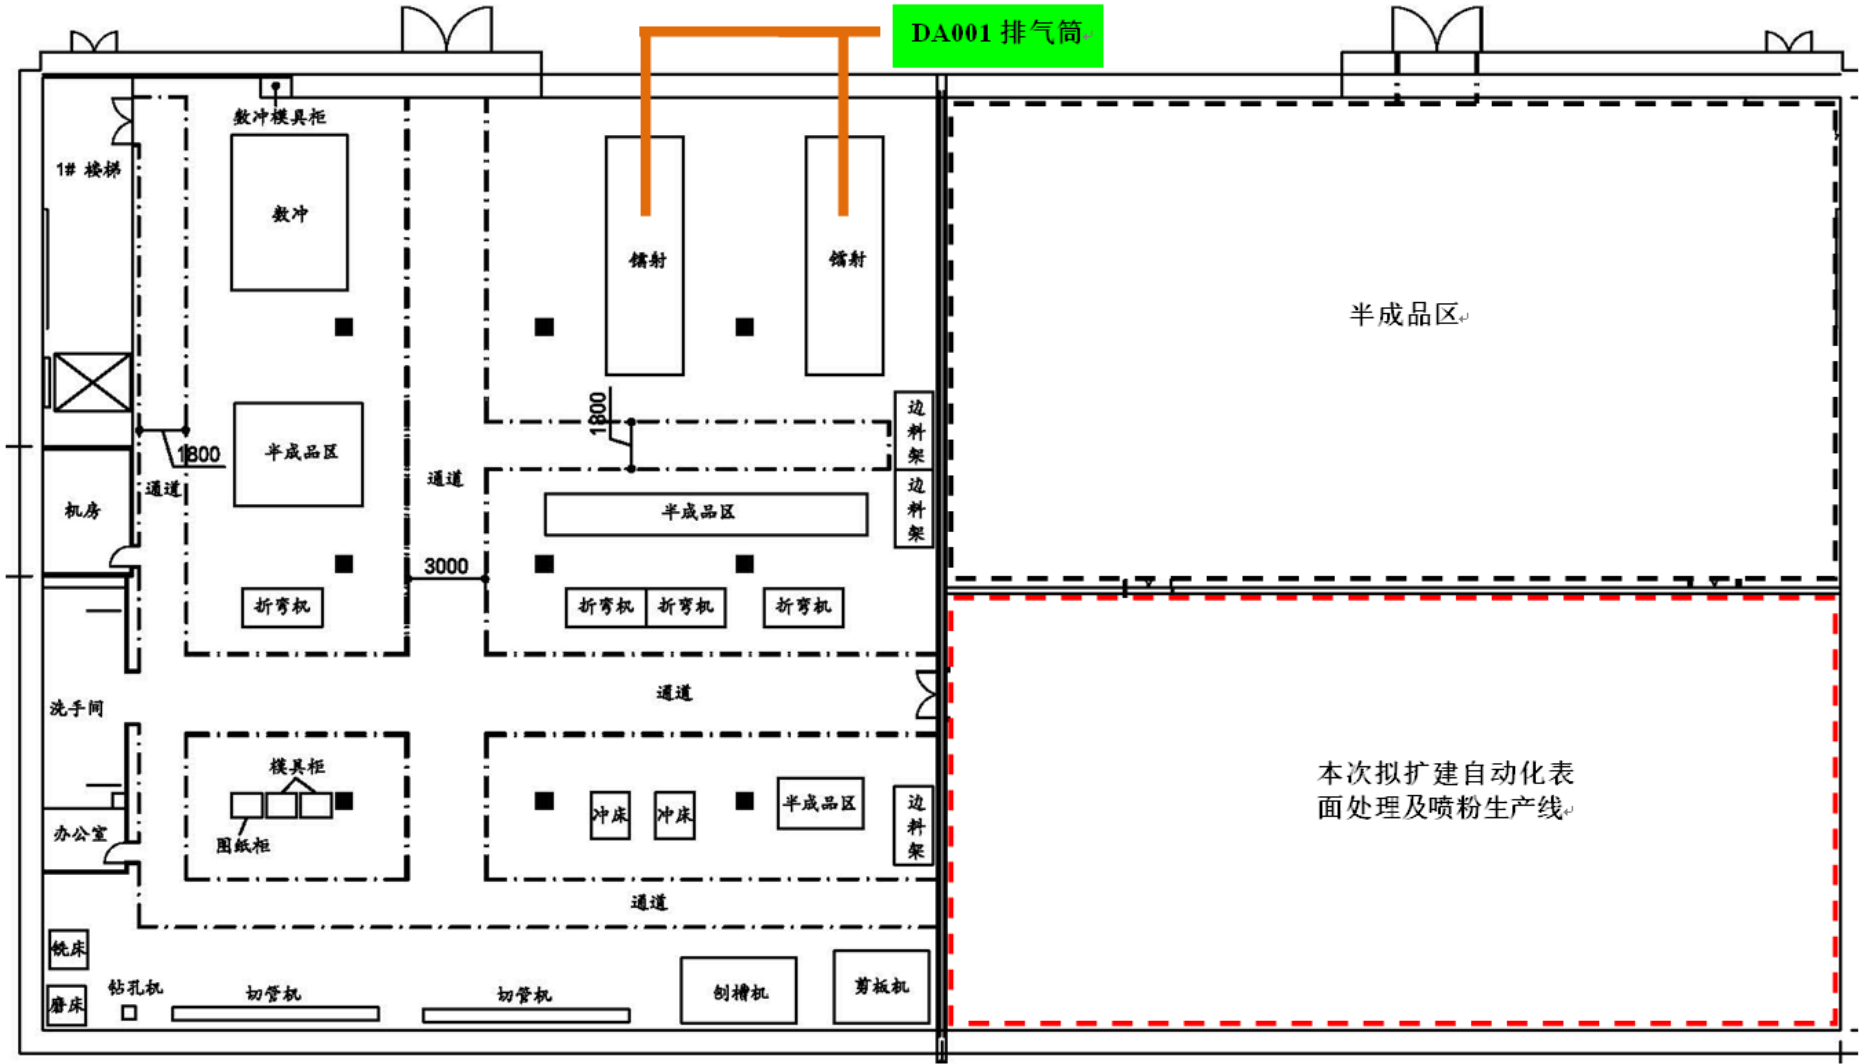 DA001 排气筒
数冲模具柜
1# 楼梯
数冲
镭射
镭射
半成品区
1800
边料架
1800
半成品区
通道
通道
机房
半成品区
边料架
3000
折弯机
折弯机
折弯机
折弯机
通道
洗手间
模具柜
本次拟扩建自动化表
面处理及喷粉生产线
冲床
冲床
半成品区
边料架
办公室
图纸柜
通道
铣床
钻孔机
切管机
切管机
刨槽机
剪板机
磨床